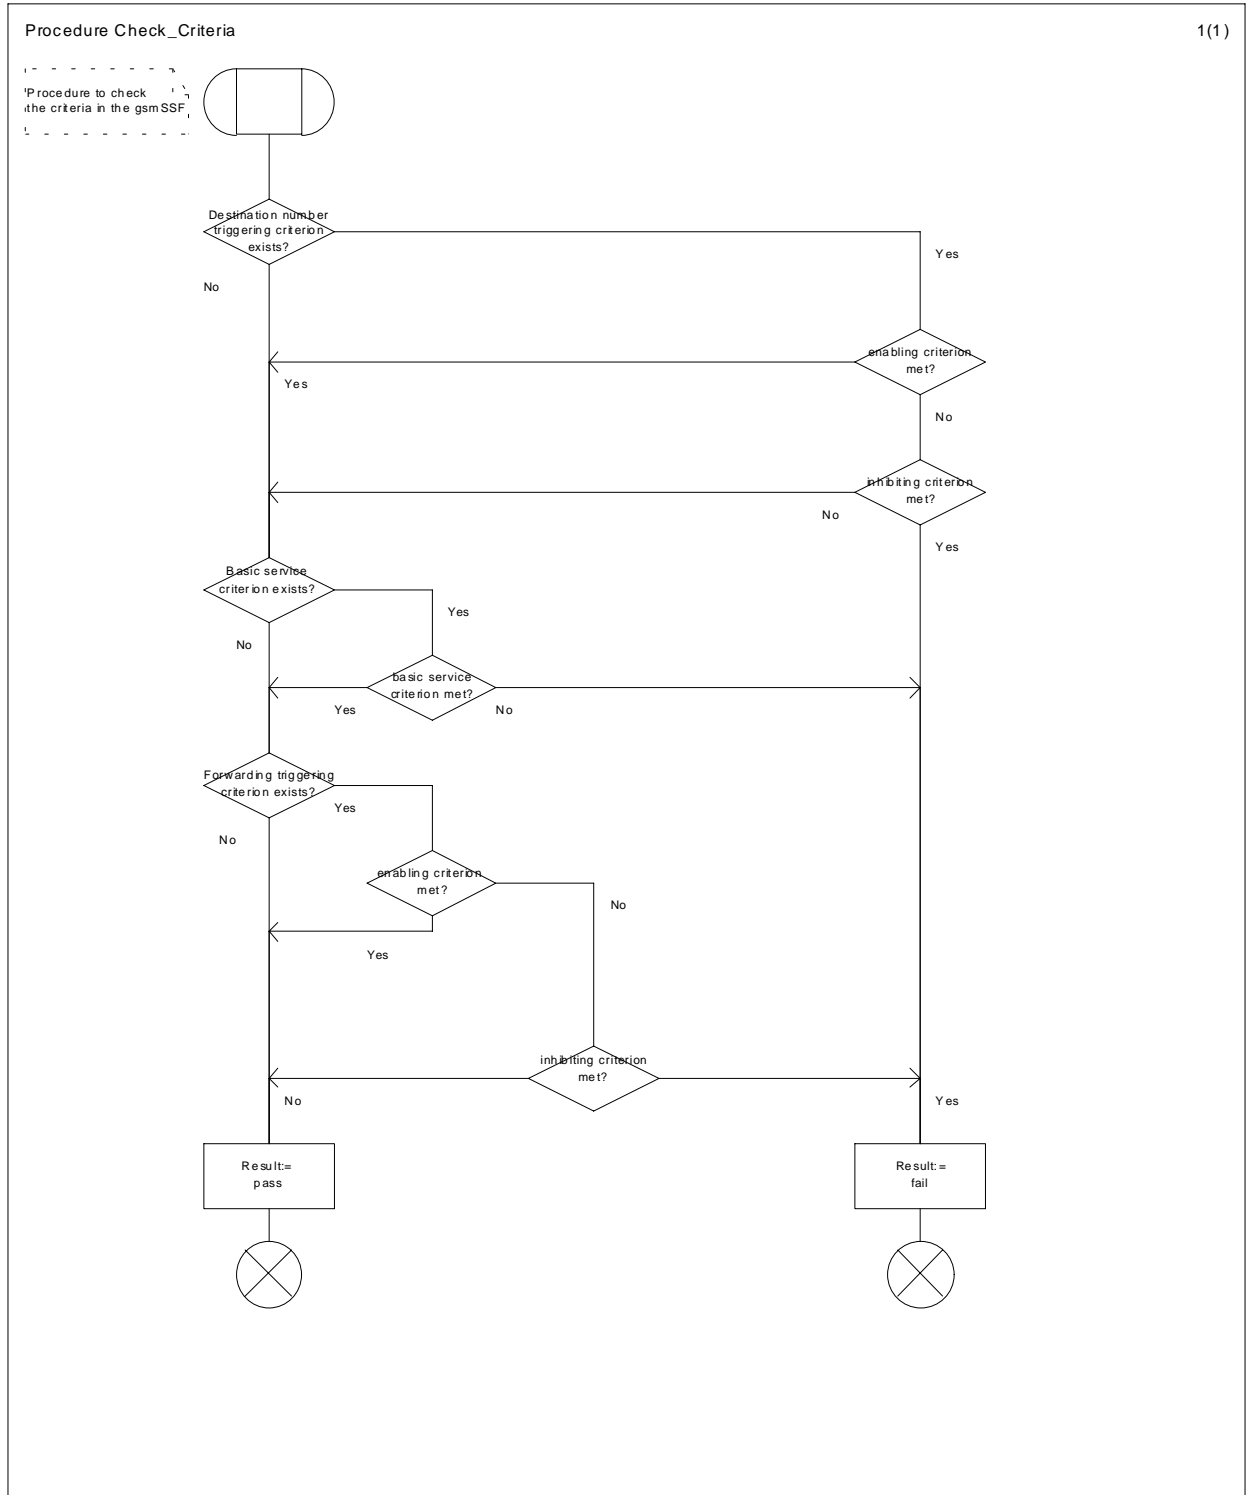 Procedure Check_Criteria
1(1)
Procedure to check
the criteria in the gsmSSF
Destination number
triggering criterion
exists?
Yes
No
enabling criterion
met?
Yes
No
inhibiting criterion
met?
No
Yes
Basic service
criterion exists?
Yes
No
basic service
criterion met?
Yes
No
Forwarding triggering
criterion exists?
Yes
No
enabling criterion
met?
No
Yes
inhibiting criterion
met?
No
Yes
Result:=
pass
Result:=
fail